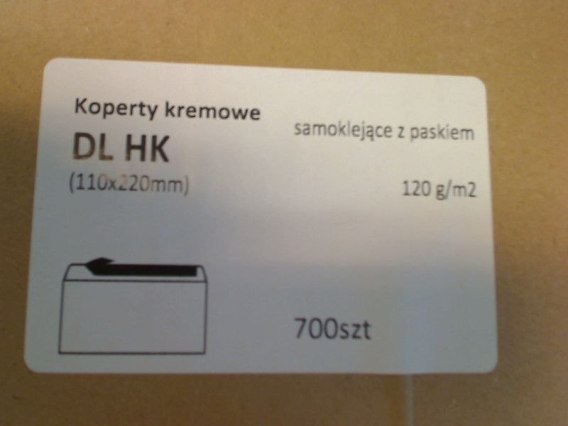 Koperty kremowe
samoklejące z paskiem
DL HK
(110x220mm)
120 g/m2
700szt